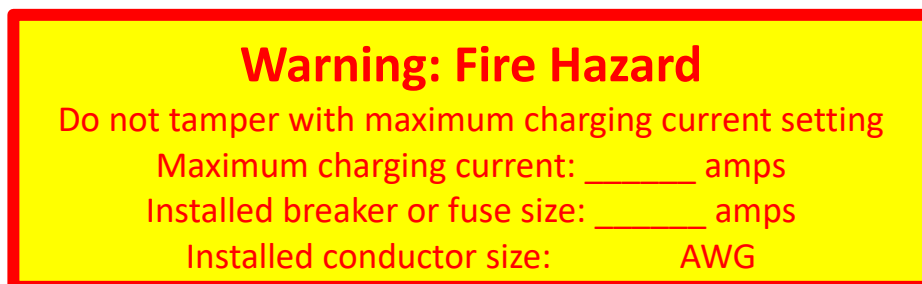 Warning: Fire Hazard
Do not tamper with maximum charging current setting
Maximum charging current: ______ amps
Installed breaker or fuse size: ______ amps
Installed conductor size: AWG